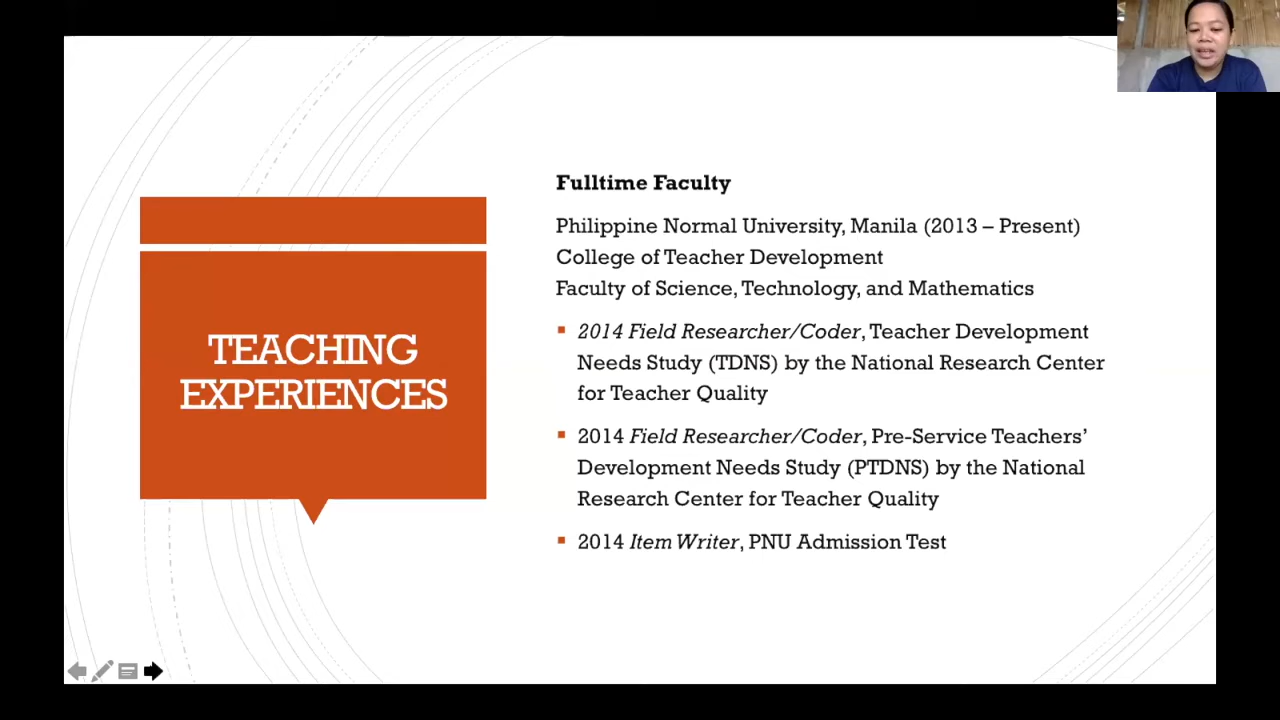 TEACHING
EXPERIENCES
Fulltime Faculty
Philippine Normal University, Manila (2013 – Present)
College of Teacher Development
Faculty of Science, Technology, and Mathematics
▪ 2014 Field Researcher/Coder, Teacher Development
Needs Study (TDNS) by the National Research Center
for Teacher Quality
▪ 2014 Field Researcher/Coder, Pre-Service Teachers’
Development Needs Study (PTDNS) by the National
Research Center for Teacher Quality
▪ 2014 Item Writer, PNU Admission Test